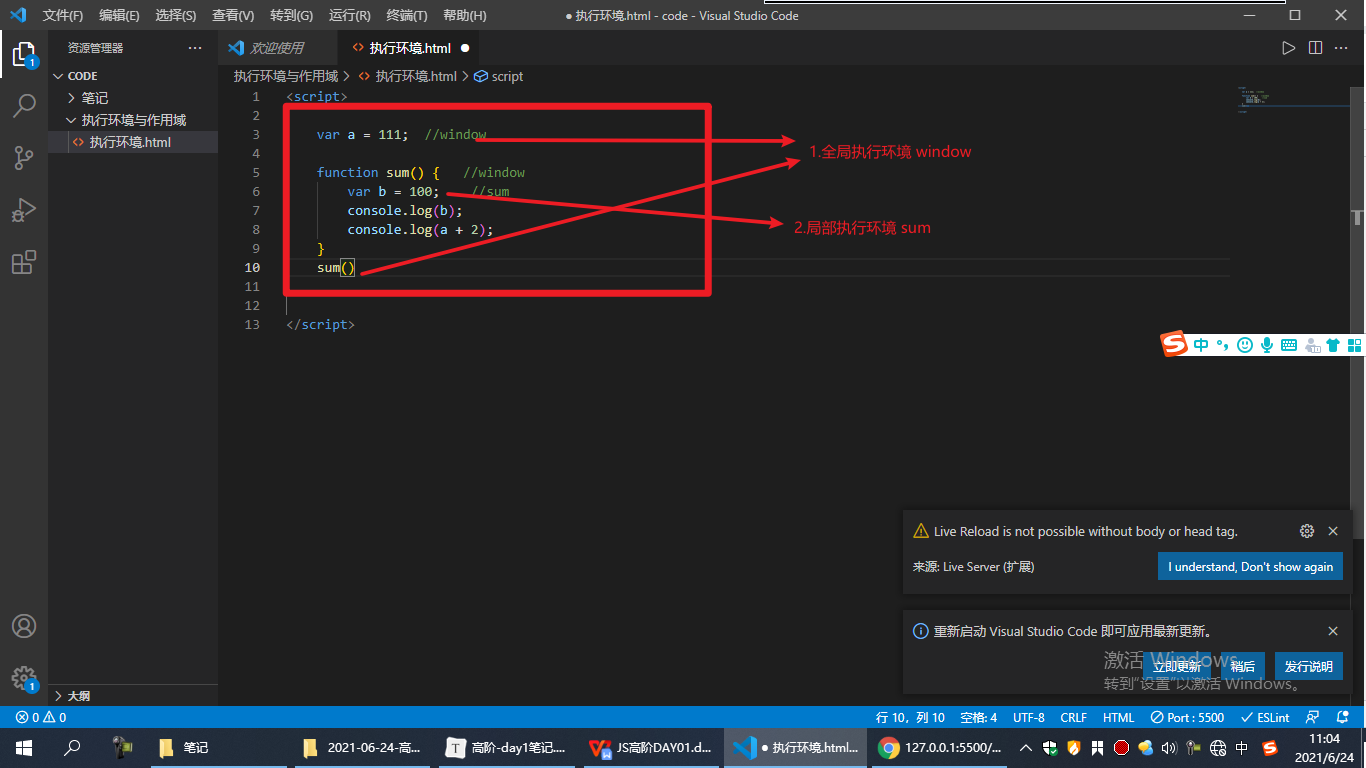 文件(F) 编辑(E) 选择(S) 查看(V) 转到(G) 运行(R) 终端(T) 帮助(H) ● 执行环境.html - code - Visual Studio Code
资源管理器 ···
欢迎使用 执行环境.html ●
CODE
笔记
执行环境与作用域
执行环境.html
执行环境与作用域 > 执行环境.html > script
1 <script>
2
3 var a = 111; //window
4
5 function sum() { //window
6 var b = 100; //sum
7 console.log(b);
8 console.log(a + 2);
9 }
10 sum()
11
12
13 </script>
1.全局执行环境 window
2.局部执行环境 sum
中
Live Reload is not possible without body or head tag.
来源: Live Server (扩展)
I understand, Don't show again
重新启动 Visual Studio Code 即可应用最新更新。
立即更新 稍后 发行说明
激活 Windows
转到"设置"以激活 Windows。
1
1
大纲
0 0 行 10，列 10 空格: 4 UTF-8 CRLF HTML Port : 5500 ESLint
笔记 2021-06-24-高... 高阶-day1笔记.... JS高阶DAY01.d... ● 执行环境.html... 127.0.0.1:5500/... 中
11:04
2021/6/24